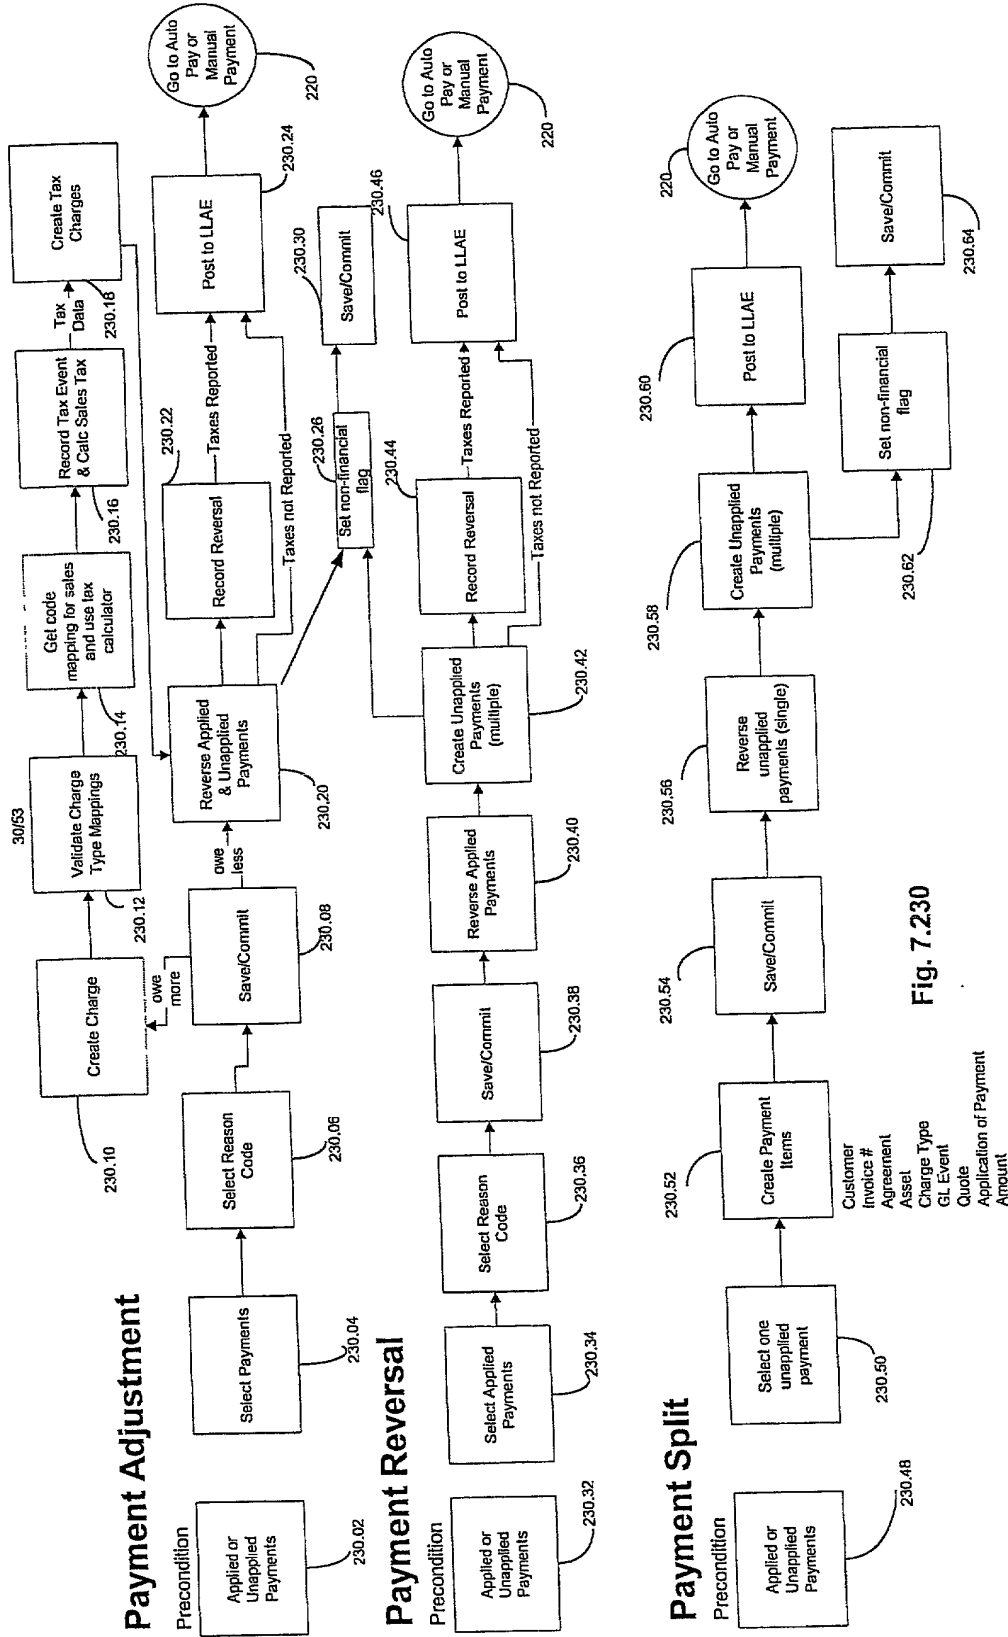 30/53
Create Charge
230.10
Validate Charge
Type Mappings
230.12
Get code
mapping for sales
and use tax
calculator
230.14
Record Tax Event
& Calc Sales Tax
230.16
Tax
Data
Create Tax
Charges
230.18
Payment Adjustment
Precondition
Applied or
Unapplied
Payments
230.02
Select Payments
230.04
Select Reason
Code
230.06
owe
more
Save/Commit
230.08
owe
less
Reverse Applied
& Unapplied
Payments
230.20
Record Reversal
230.22
Taxes Reported
Taxes not Reported
Post to LLAE
230.24
Go to Auto
Pay or
Manual
Payment
220
Set non-financial
flag
230.26
Save/Commit
230.30
Payment Reversal
Precondition
Applied or
Unapplied
Payments
230.32
Select Applied
Payments
230.34
Select Reason
Code
230.36
Save/Commit
230.38
Reverse Applied
Payments
230.40
Create Unapplied
Payments
(multiple)
230.42
Record Reversal
230.44
Taxes Reported
Taxes not Reported
Post to LLAE
230.46
Go to Auto
Pay or
Manual
Payment
220
Payment Split
Precondition
Applied or
Unapplied
Payments
230.48
Select one
unapplied
payment
230.50
Create Payment
Items
230.52
Customer
Invoice #
Agreement
Asset
Charge Type
GL Event
Quote
Application of Payment
Amount
Save/Commit
230.54
Reverse
unapplied
payments (single)
230.56
Create Unapplied
Payments
(multiple)
230.58
Post to LLAE
230.60
Go to Auto
Pay or
Manual
Payment
220
Set non-financial
flag
230.62
Save/Commit
230.64
Fig. 7.230